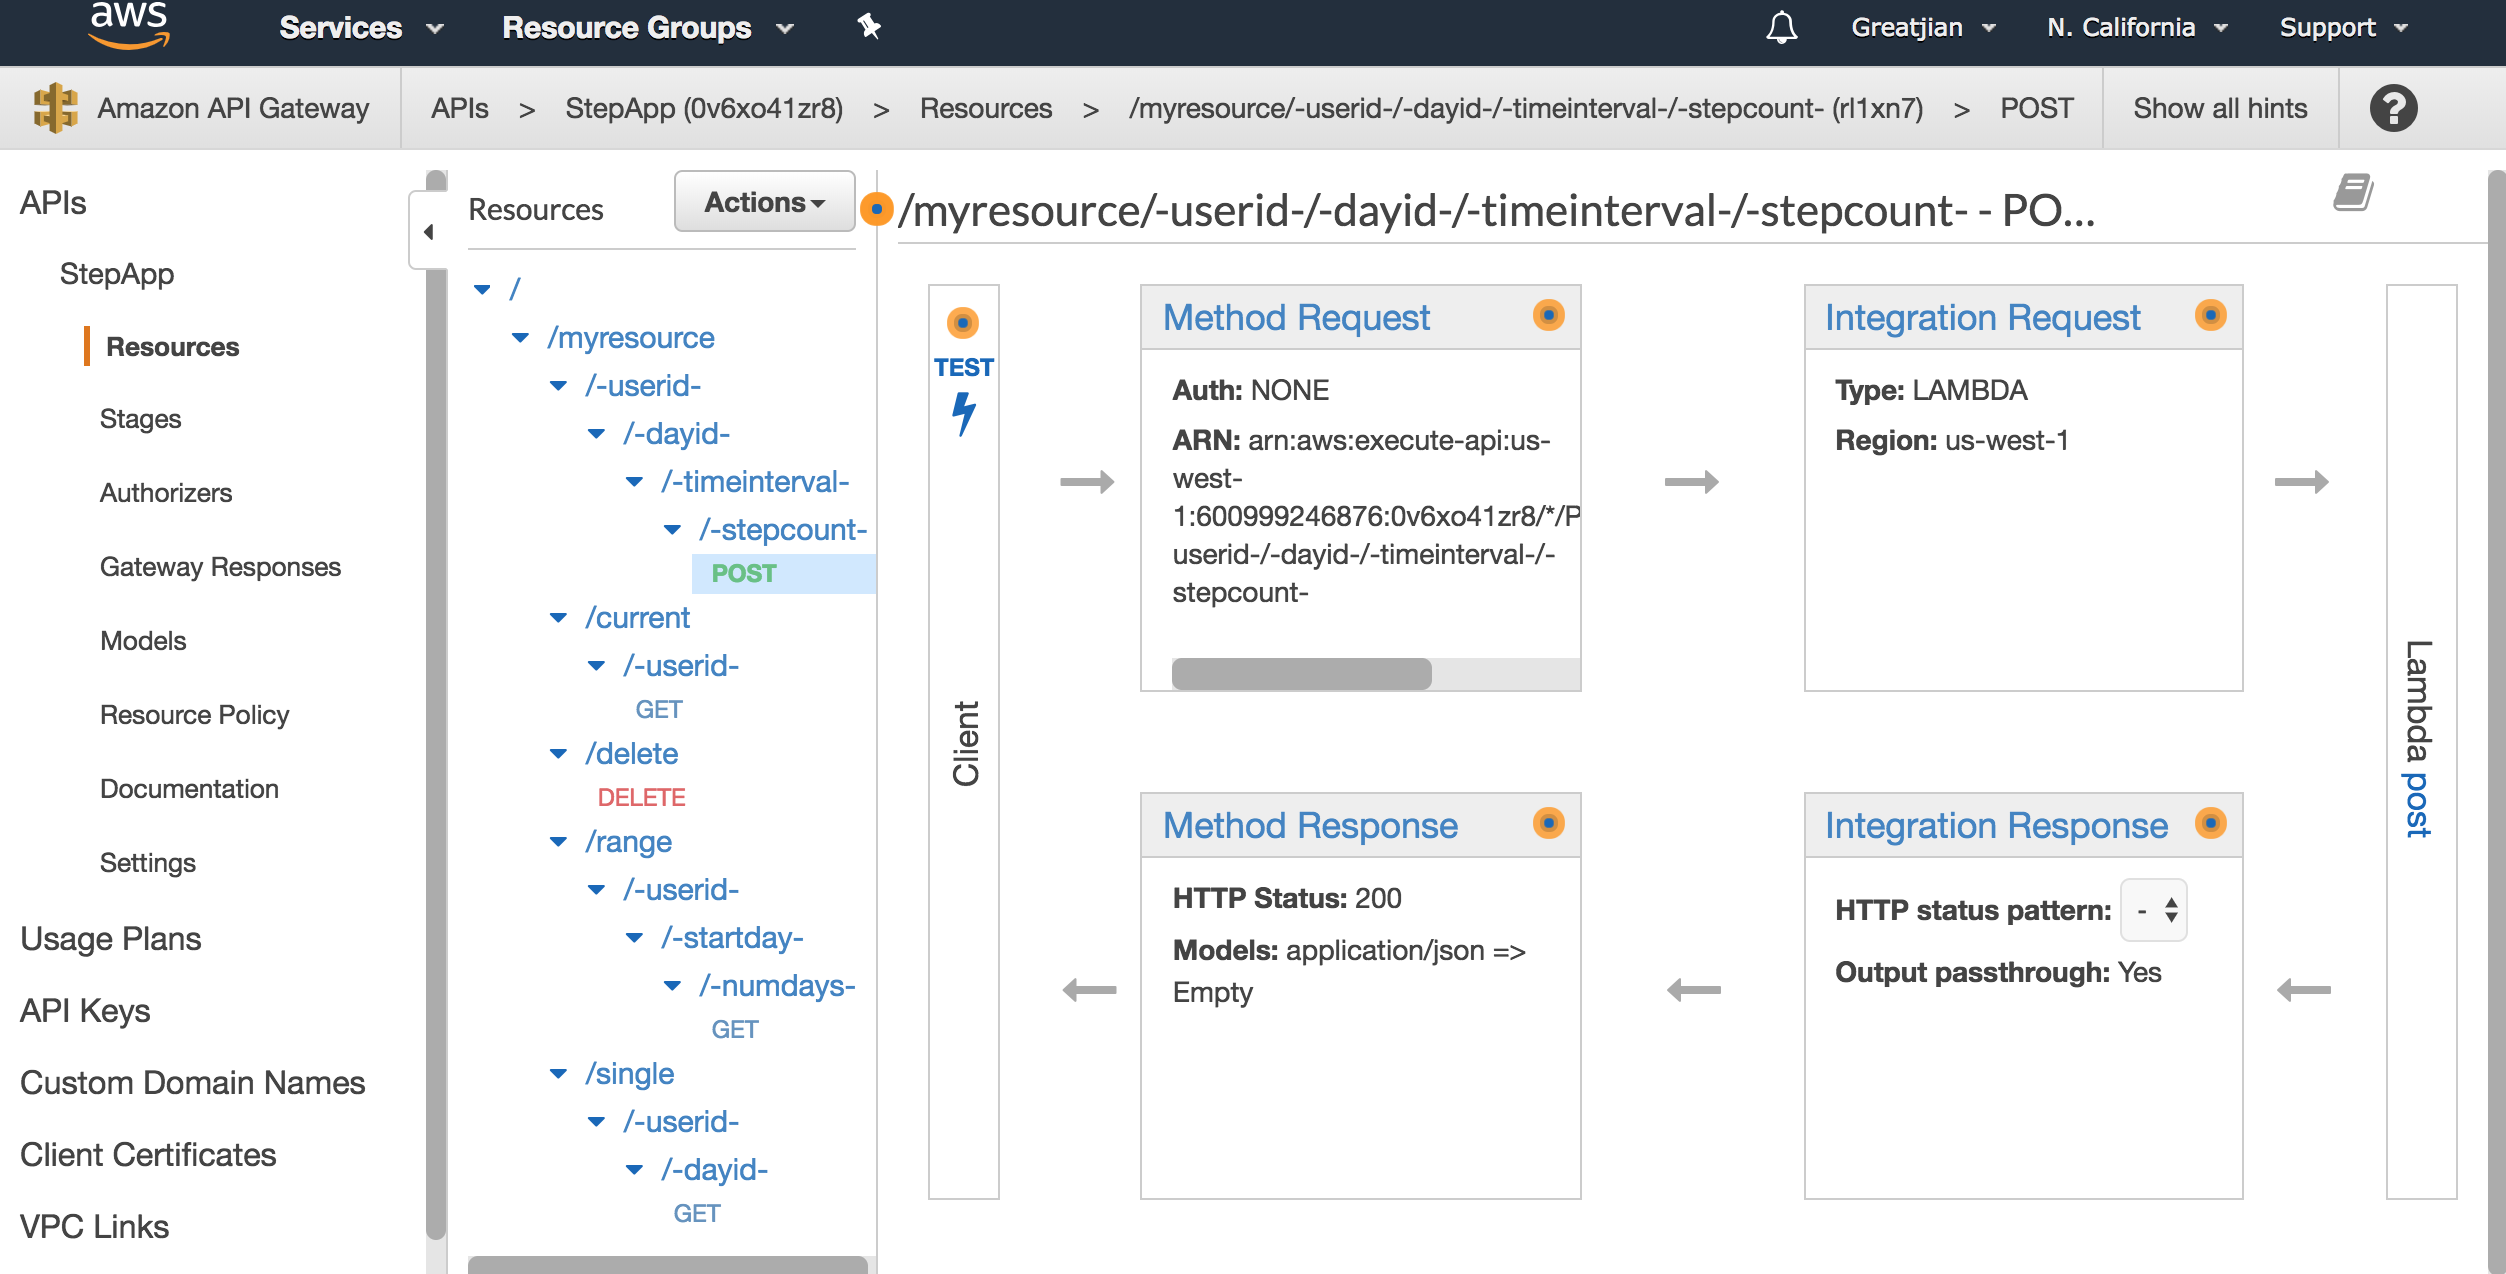 aws
Services
Resource Groups
Greatjian
N. California
Support
Amazon API Gateway
APIs > StepApp (0v6xo41zr8) > Resources > /myresource/-userid-/-dayid-/-timeinterval-/-stepcount- (rl1xn7) > POST
Show all hints
?
APIs
StepApp
Resources
Stages
Authorizers
Gateway Responses
Models
Resource Policy
Documentation
Settings
Usage Plans
API Keys
Custom Domain Names
Client Certificates
VPC Links
Resources
Actions
/
/myresource
/-userid-
/-dayid-
/-timeinterval-
/-stepcount-
POST
/current
/-userid-
GET
/delete
DELETE
/range
/-userid-
/-startday-
/-numdays-
GET
/single
/-userid-
/-dayid-
GET
/myresource/-userid-/-dayid-/-timeinterval-/-stepcount- - PO...
TEST
Client
Method Request
Auth: NONE
ARN: arn:aws:execute-api:us-
west-
1:600999246876:0v6xo41zr8/*/P
userid-/-dayid-/-timeinterval-/-
stepcount-
Integration Request
Type: LAMBDA
Region: us-west-1
Method Response
HTTP Status: 200
Models: application/json =>
Empty
Integration Response
HTTP status pattern: -
Output passthrough: Yes
Lambda post